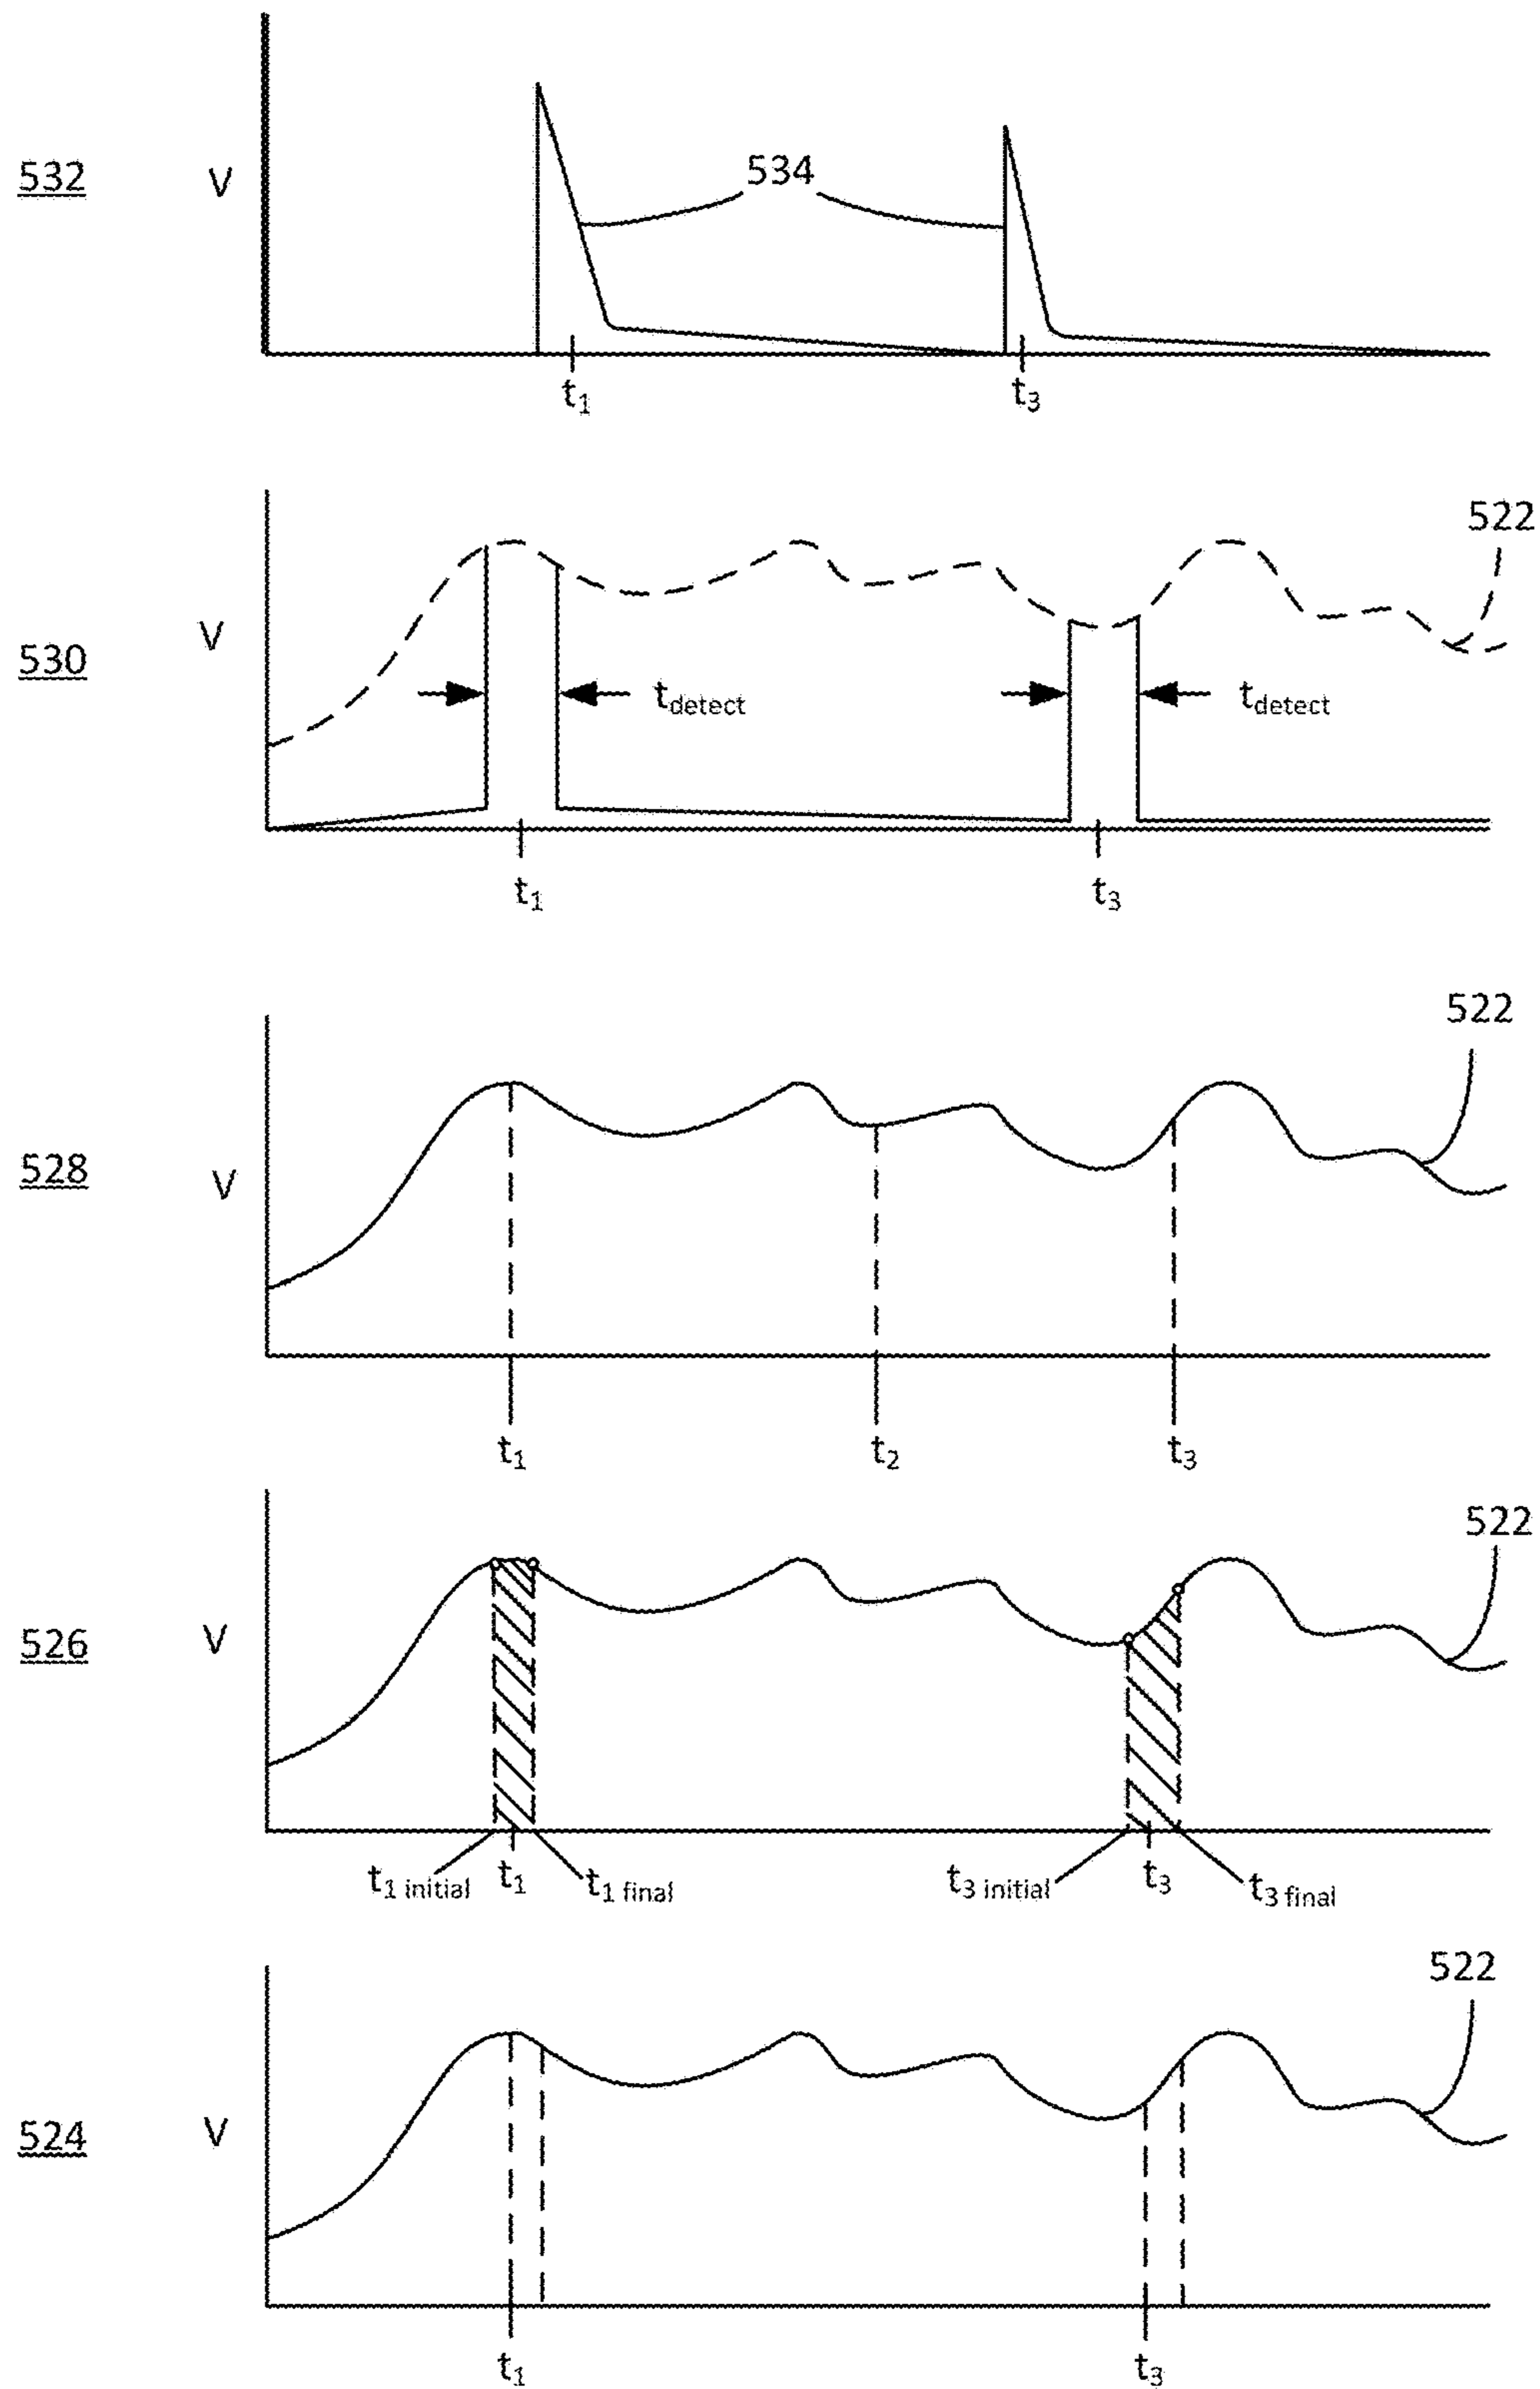 534
532 V
t1 t3
522
V
530
tdetect tdetect
t1 t3
522
528 V
t1 t2 t3
522
526 V
t1 initial t1 t1 final t3 initial t3 t3 final
522
524 V
t1 t3